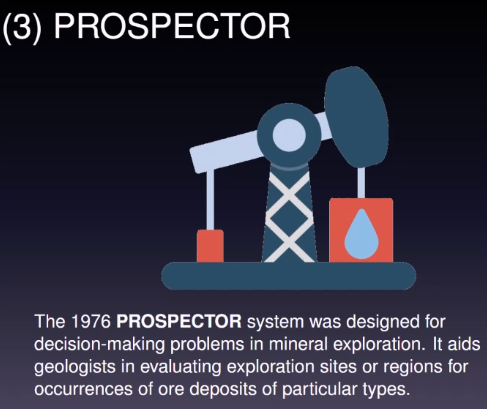 (3) PROSPECTOR
The 1976 PROSPECTOR system was designed for
decision-making problems in mineral exploration. It aids
geologists in evaluating exploration sites or regions for
occurrences of ore deposits of particular types.